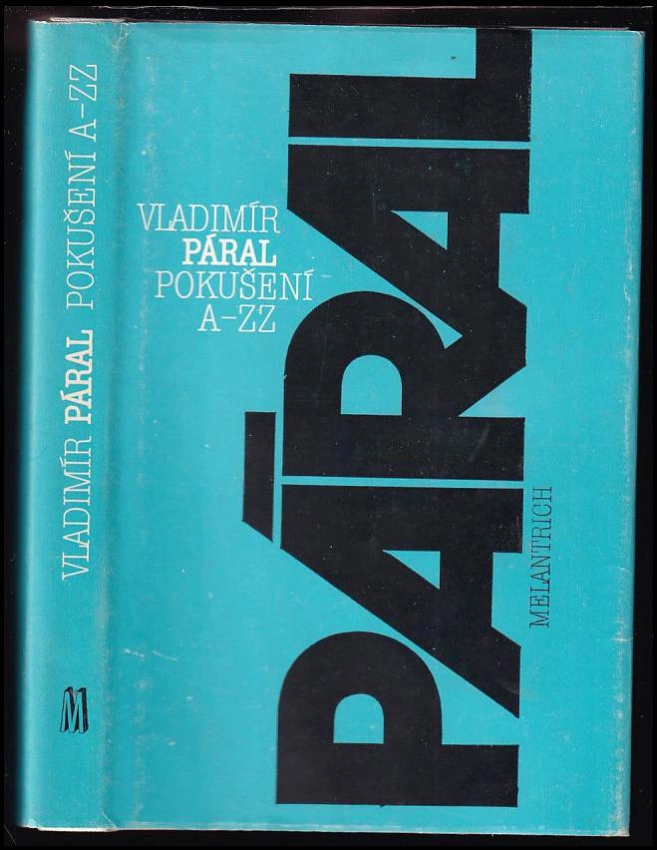 VLADIMÍR PÁRAL POKUŠENÍ A-ZZ
M
VLADIMÍR
PÁRAL
POKUŠENÍ
A-ZZ
PÁRAL
MELANTRICH